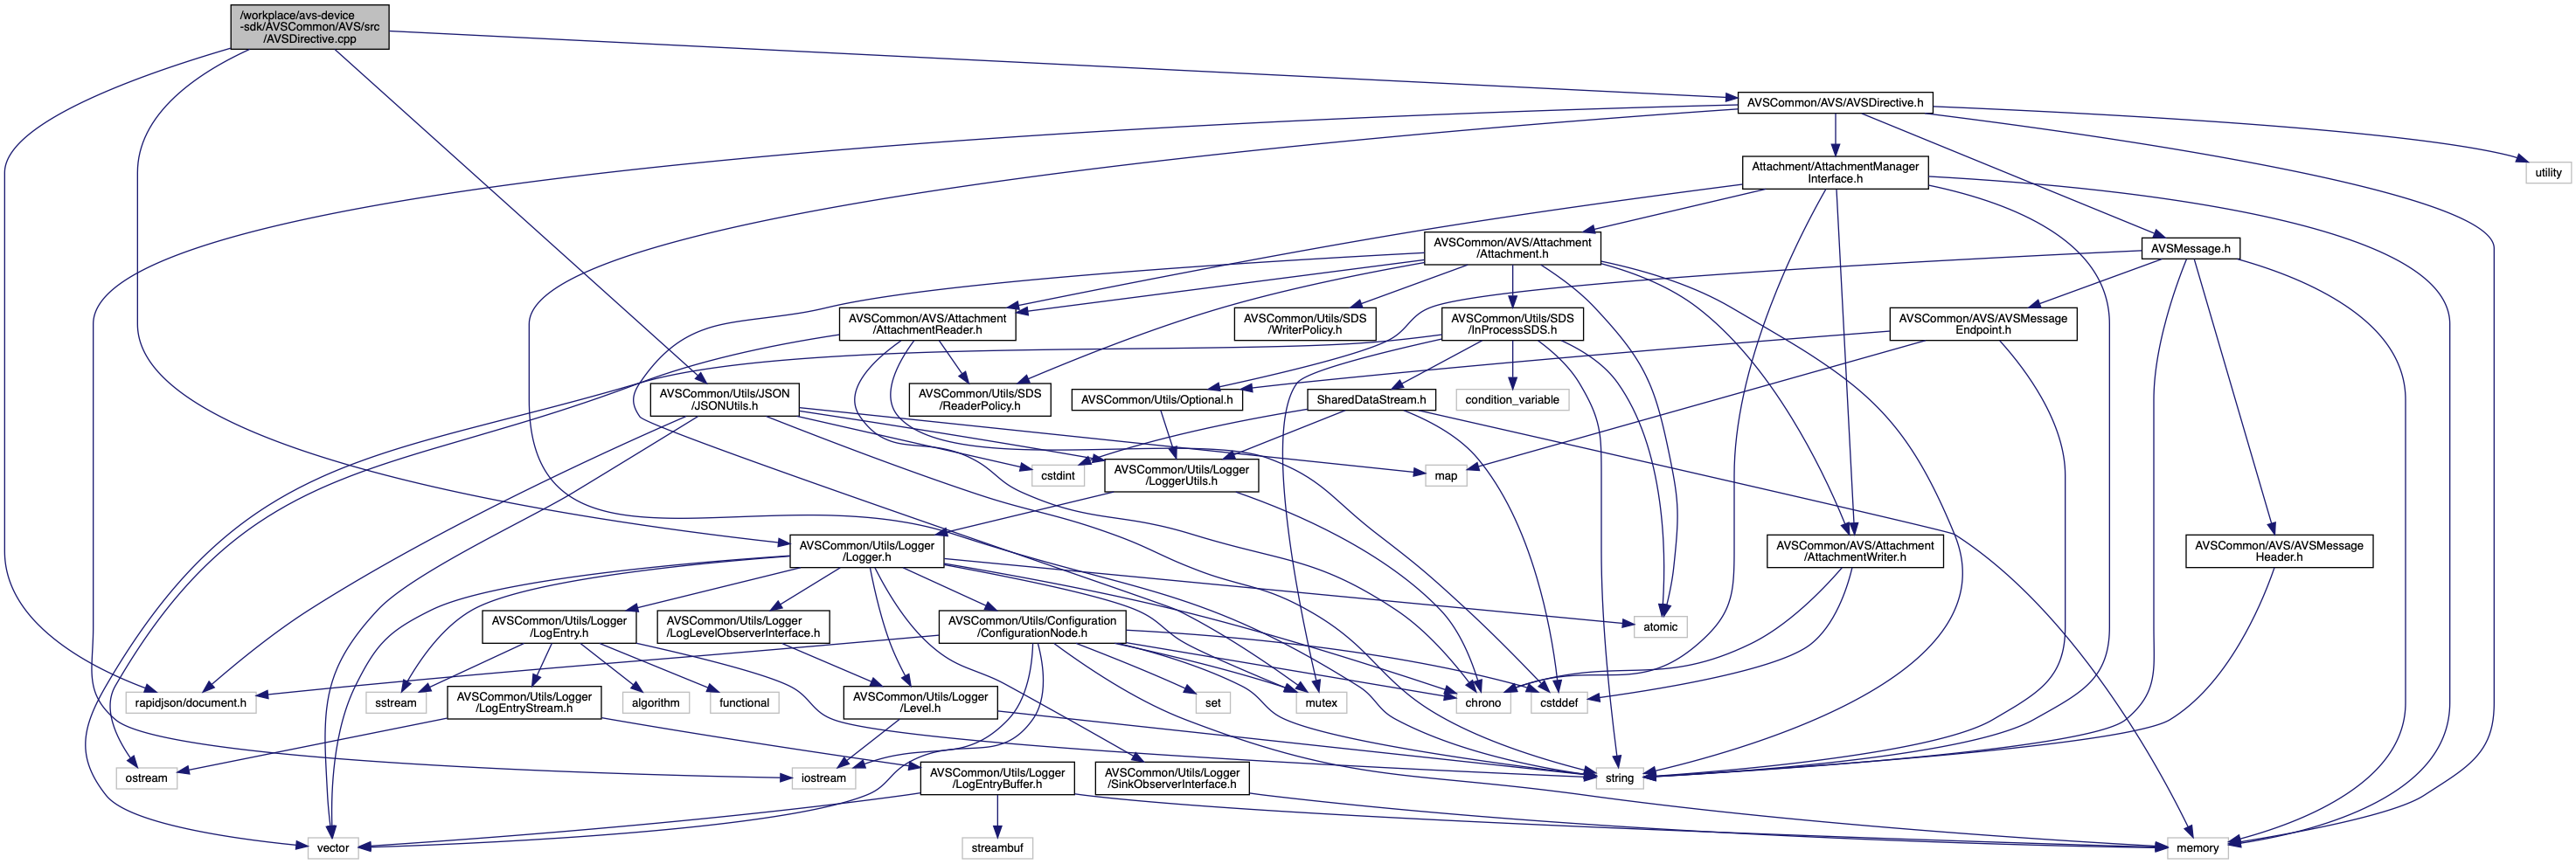 /workplace/avs-device
-sdk/AVSCommon/AVS/src
/AVSDirective.cpp
AVSCommon/AVS/AVSDirective.h
Attachment/AttachmentManager
Interface.h
utility
AVSCommon/AVS/Attachment
/Attachment.h
AVSMessage.h
AVSCommon/AVS/Attachment
/AttachmentReader.h
AVSCommon/Utils/SDS
/WriterPolicy.h
AVSCommon/Utils/SDS
/InProcessSDS.h
AVSCommon/AVS/AVSMessage
Endpoint.h
AVSCommon/Utils/JSON
/JSONUtils.h
AVSCommon/Utils/SDS
/ReaderPolicy.h
AVSCommon/Utils/Optional.h
SharedDataStream.h
condition_variable
cstdint
AVSCommon/Utils/Logger
/LoggerUtils.h
map
AVSCommon/Utils/Logger
/Logger.h
AVSCommon/AVS/Attachment
/AttachmentWriter.h
AVSCommon/AVS/AVSMessage
Header.h
AVSCommon/Utils/Logger
/LogEntry.h
AVSCommon/Utils/Logger
/LogLevelObserverInterface.h
AVSCommon/Utils/Configuration
/ConfigurationNode.h
atomic
rapidjson/document.h
sstream
AVSCommon/Utils/Logger
/LogEntryStream.h
algorithm
functional
AVSCommon/Utils/Logger
/Level.h
set
mutex
chrono
cstddef
ostream
iostream
AVSCommon/Utils/Logger
/LogEntryBuffer.h
AVSCommon/Utils/Logger
/SinkObserverInterface.h
string
vector
streambuf
memory